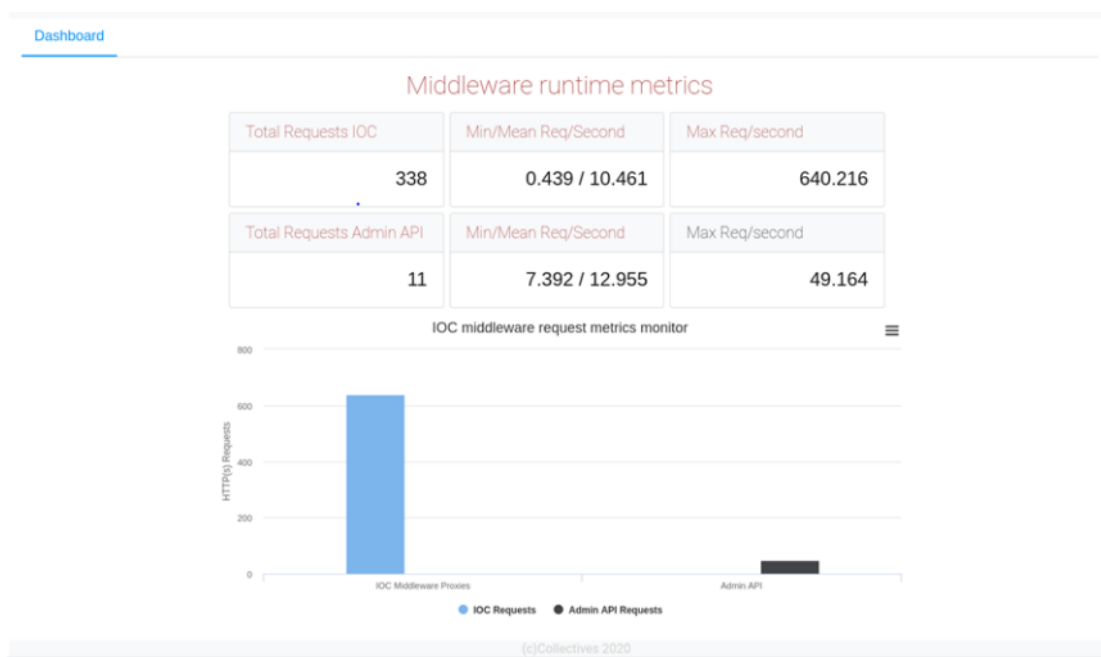 Dashboard
Middleware runtime metrics
Total Requests IOC
Min/Mean Req/Second
Max Req/second
338
0.439 / 10.461
640.216
Total Requests Admin API
Min/Mean Req/Second
Max Req/second
11
7.392 / 12.955
49.164
IOC middleware request metrics monitor
800
600
400
200
0
HTTP(s) Requests
IOC Middleware Proxies
Admin API
IOC Requests
Admin API Requests
(c)Collectives 2020